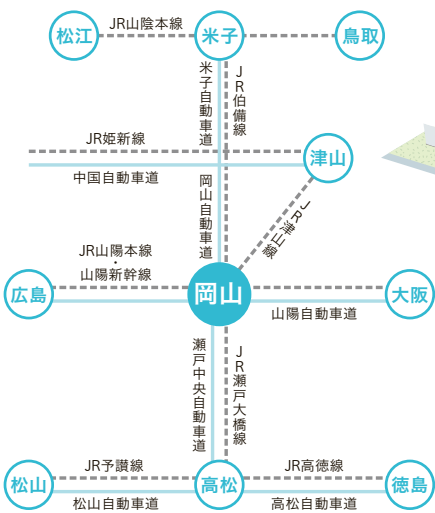 JR山陰本線
松江
米子
鳥取
米子自動車道
JR伯備線
JR姫新線
津山
中国自動車道
岡山自動車道
JR津山線
JR山陽本線
・
山陽新幹線
広島
岡山
大阪
山陽自動車道
瀬戸中央自動車道
JR瀬戸大橋線
JR予讃線
JR高徳線
松山
高松
徳島
松山自動車道
高松自動車道